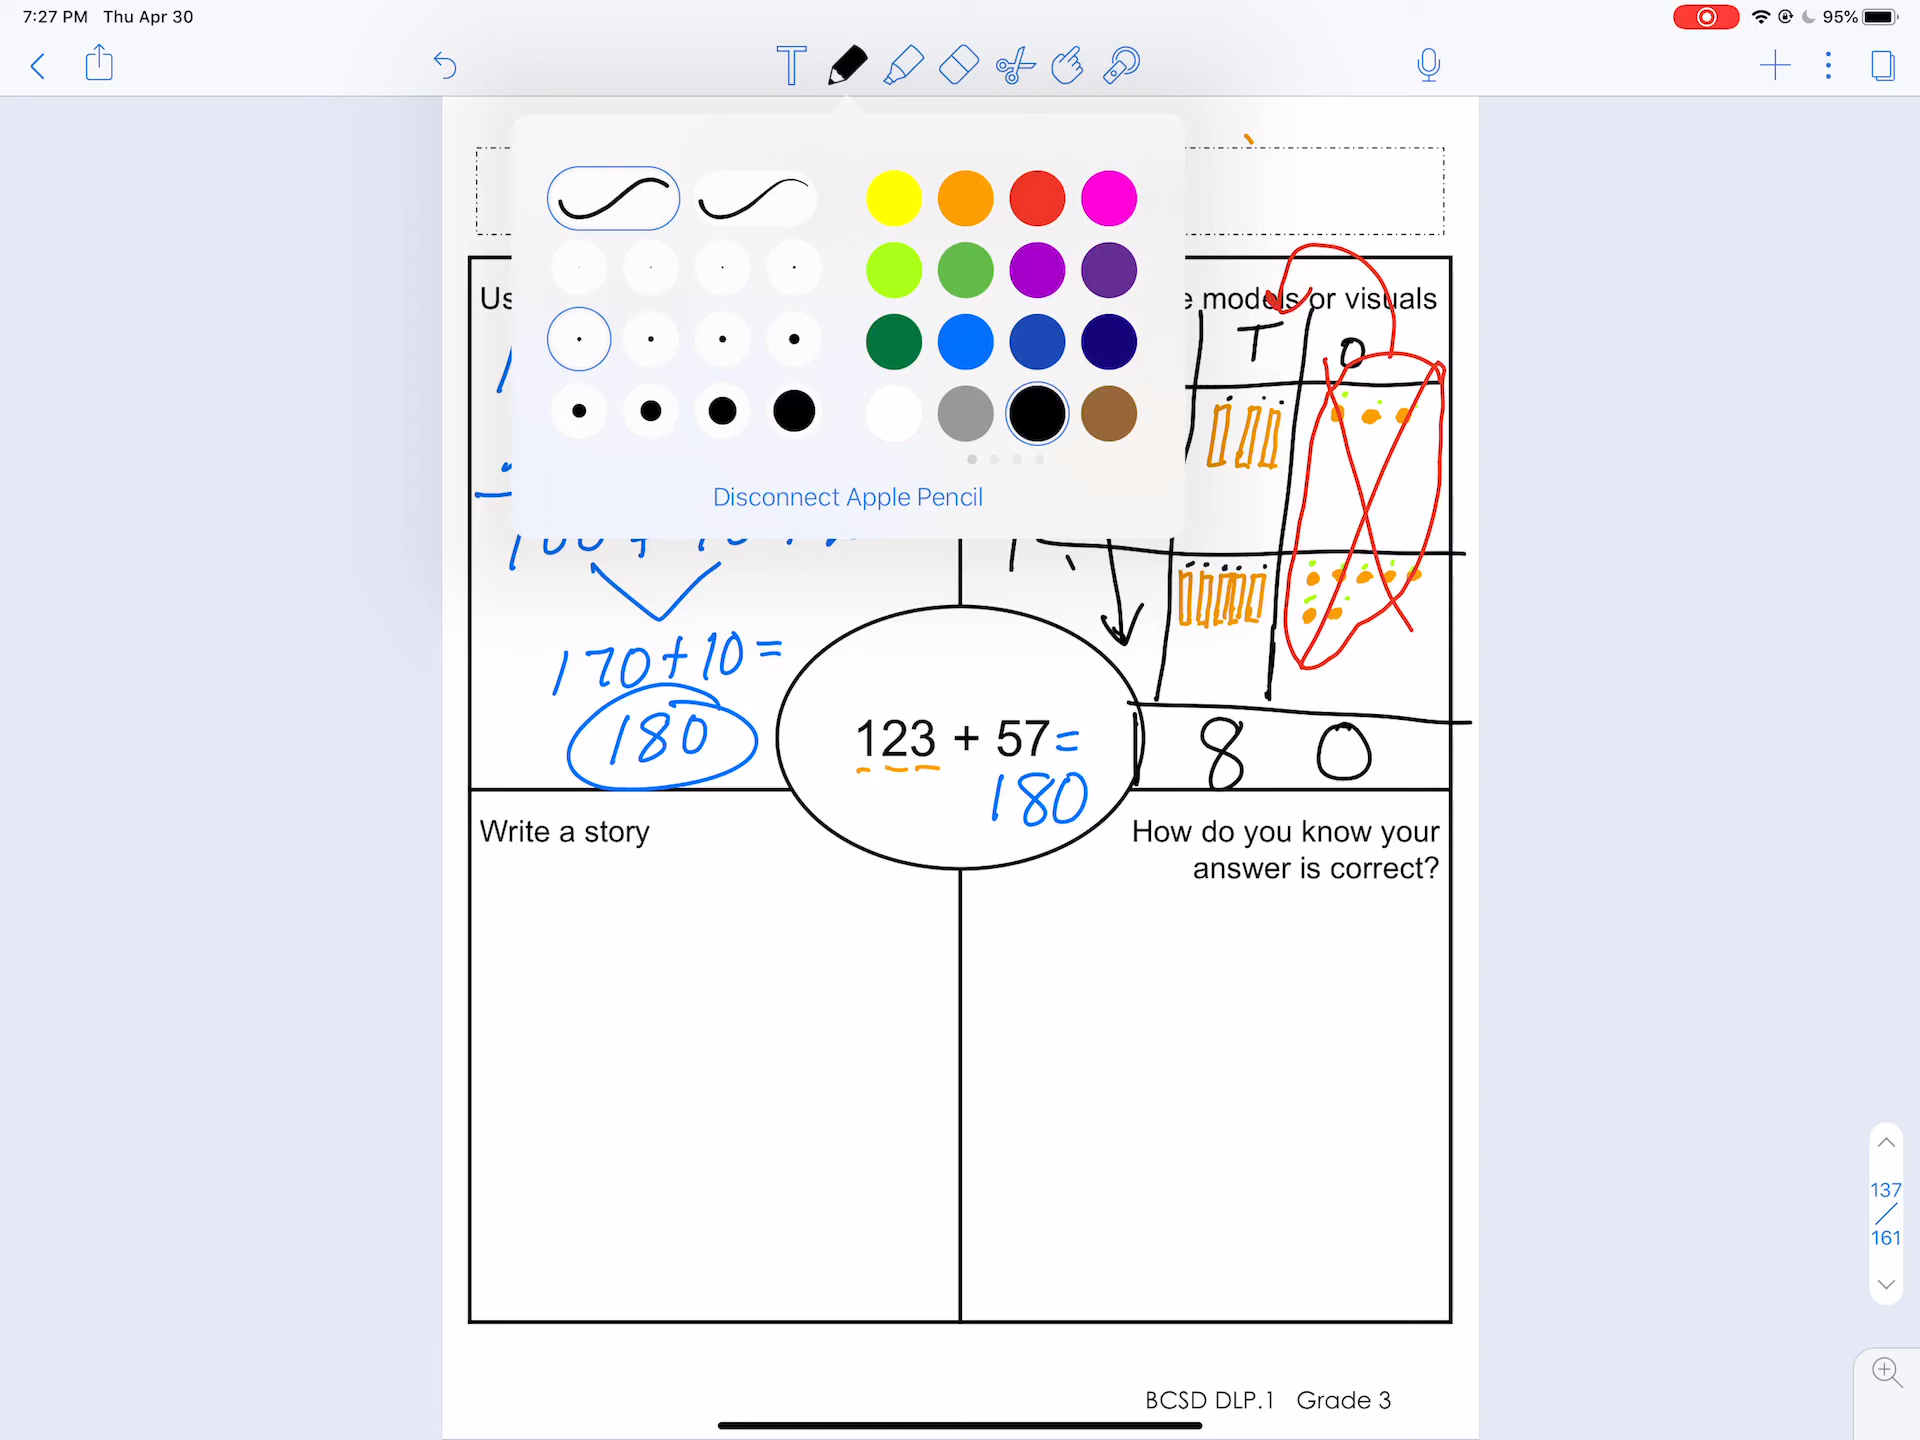 7:27 PM Thu Apr 30
95%
T
Us
e models or visuals
T O
Disconnect Apple Pencil
170+10=
180
123 + 57=
180
8 0
Write a story
How do you know your
answer is correct?
137
161
BCSD DLP.1 Grade 3